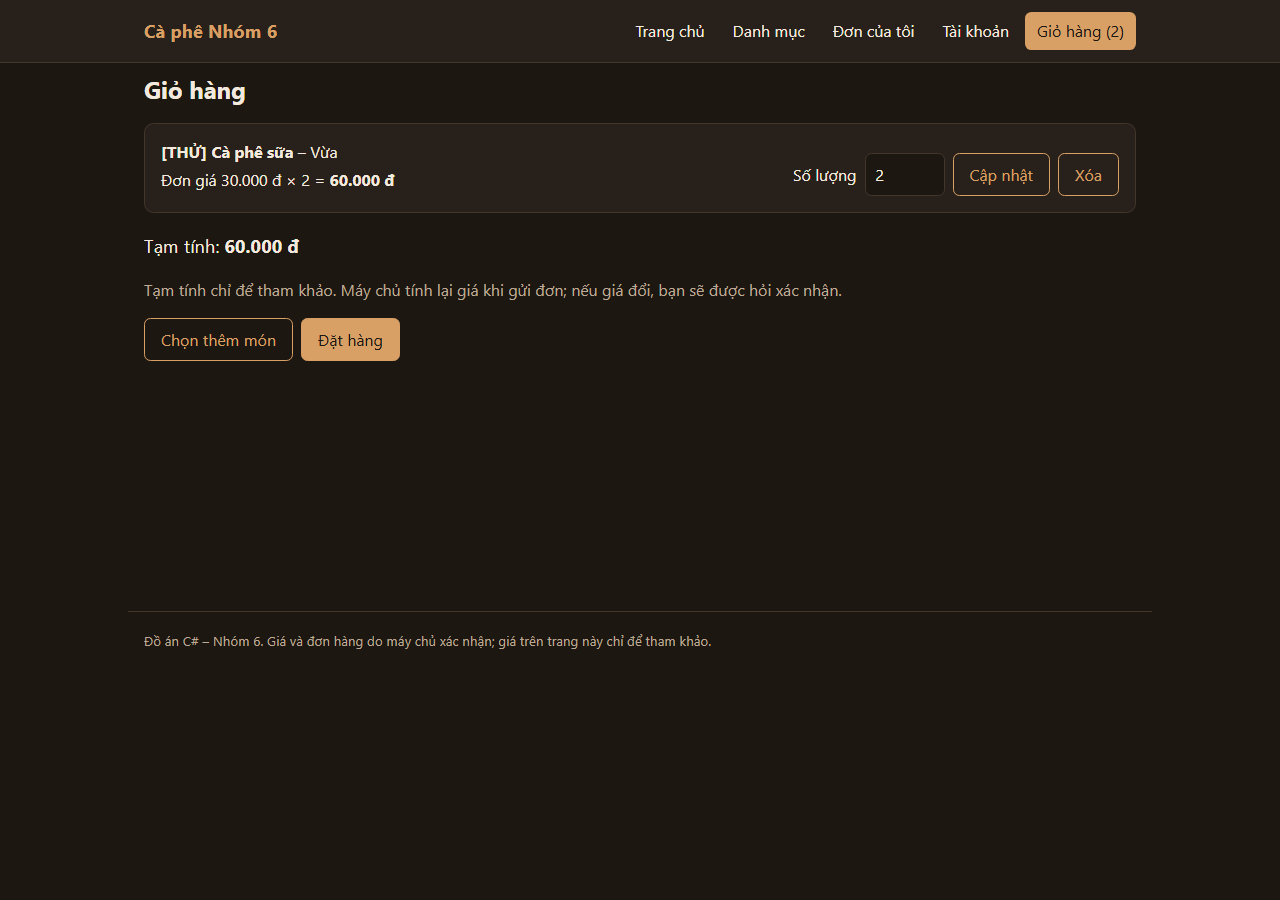 Cà phê Nhóm 6
Trang chủ Danh mục Đơn của tôi Tài khoản Giỏ hàng (2)
Giỏ hàng
[THỬ] Cà phê sữa – Vừa
Đơn giá 30.000 đ × 2 = 60.000 đ
Số lượng 2 Cập nhật Xóa
Tạm tính: 60.000 đ
Tạm tính chỉ để tham khảo. Máy chủ tính lại giá khi gửi đơn; nếu giá đổi, bạn sẽ được hỏi xác nhận.
Chọn thêm món Đặt hàng
Đồ án C# – Nhóm 6. Giá và đơn hàng do máy chủ xác nhận; giá trên trang này chỉ để tham khảo.